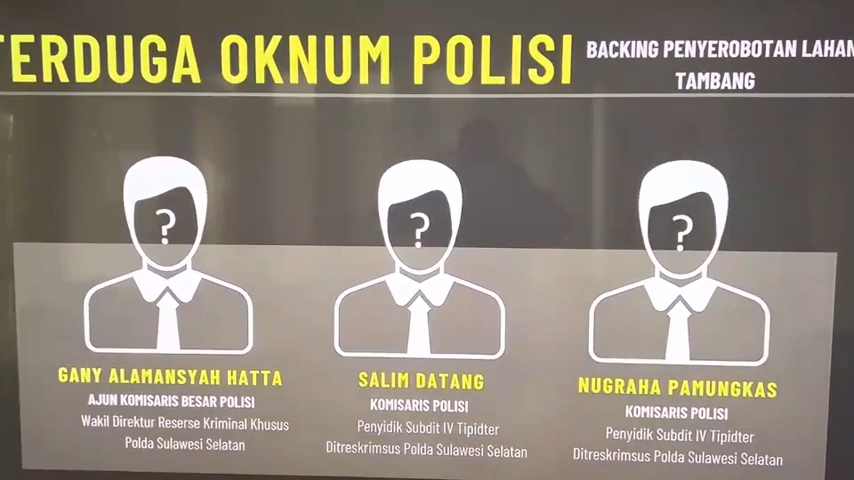 TERDUGA OKNUM POLISI
BACKING PENYEROBOTAN LAHAN
TAMBANG
?
?
?
GANY ALAMANSYAH HATTA
AJUN KOMISARIS BESAR POLISI
Wakil Direktur Reserse Kriminal Khusus
Polda Sulawesi Selatan
SALIM DATANG
KOMISARIS POLISI
Penyidik Subdit IV Tipidter
Ditreskrimsus Polda Sulawesi Selatan
NUGRAHA PAMUNGKAS
KOMISARIS POLISI
Penyidik Subdit IV Tipidter
Ditreskrimsus Polda Sulawesi Selatan